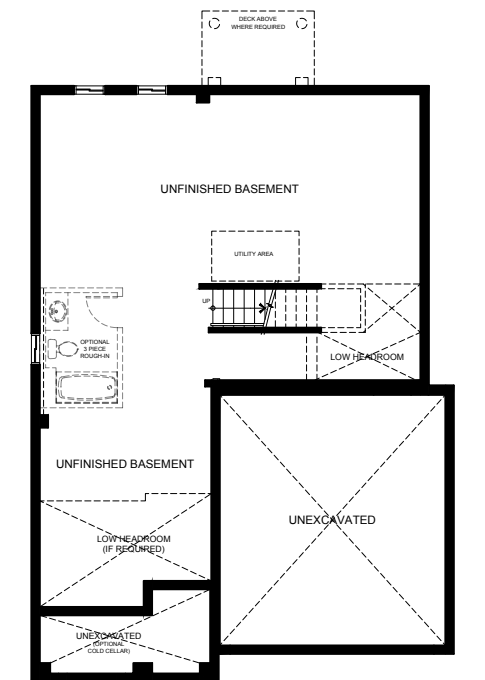 DECK ABOVE
WHERE REQUIRED
UNFINISHED BASEMENT
UTILITY AREA
UP
OPTIONAL
3 PIECE
ROUGH-IN
LOW HEADROOM
UNFINISHED BASEMENT
UNEXCAVATED
LOW HEADROOM
(IF REQUIRED)
UNEXCAVATED
(OPTIONAL
COLD CELLAR)